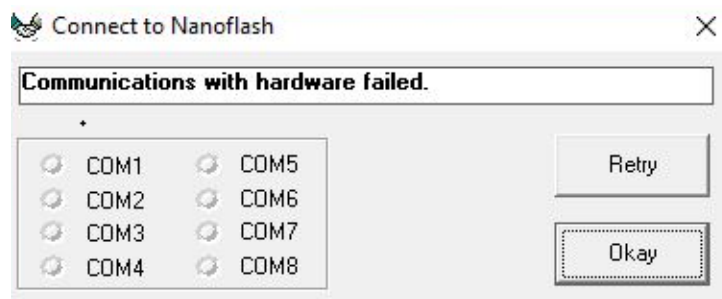 Connect to Nanoflash
Communications with hardware failed.
COM1
COM2
COM3
COM4
COM5
COM6
COM7
COM8
Retry
Okay